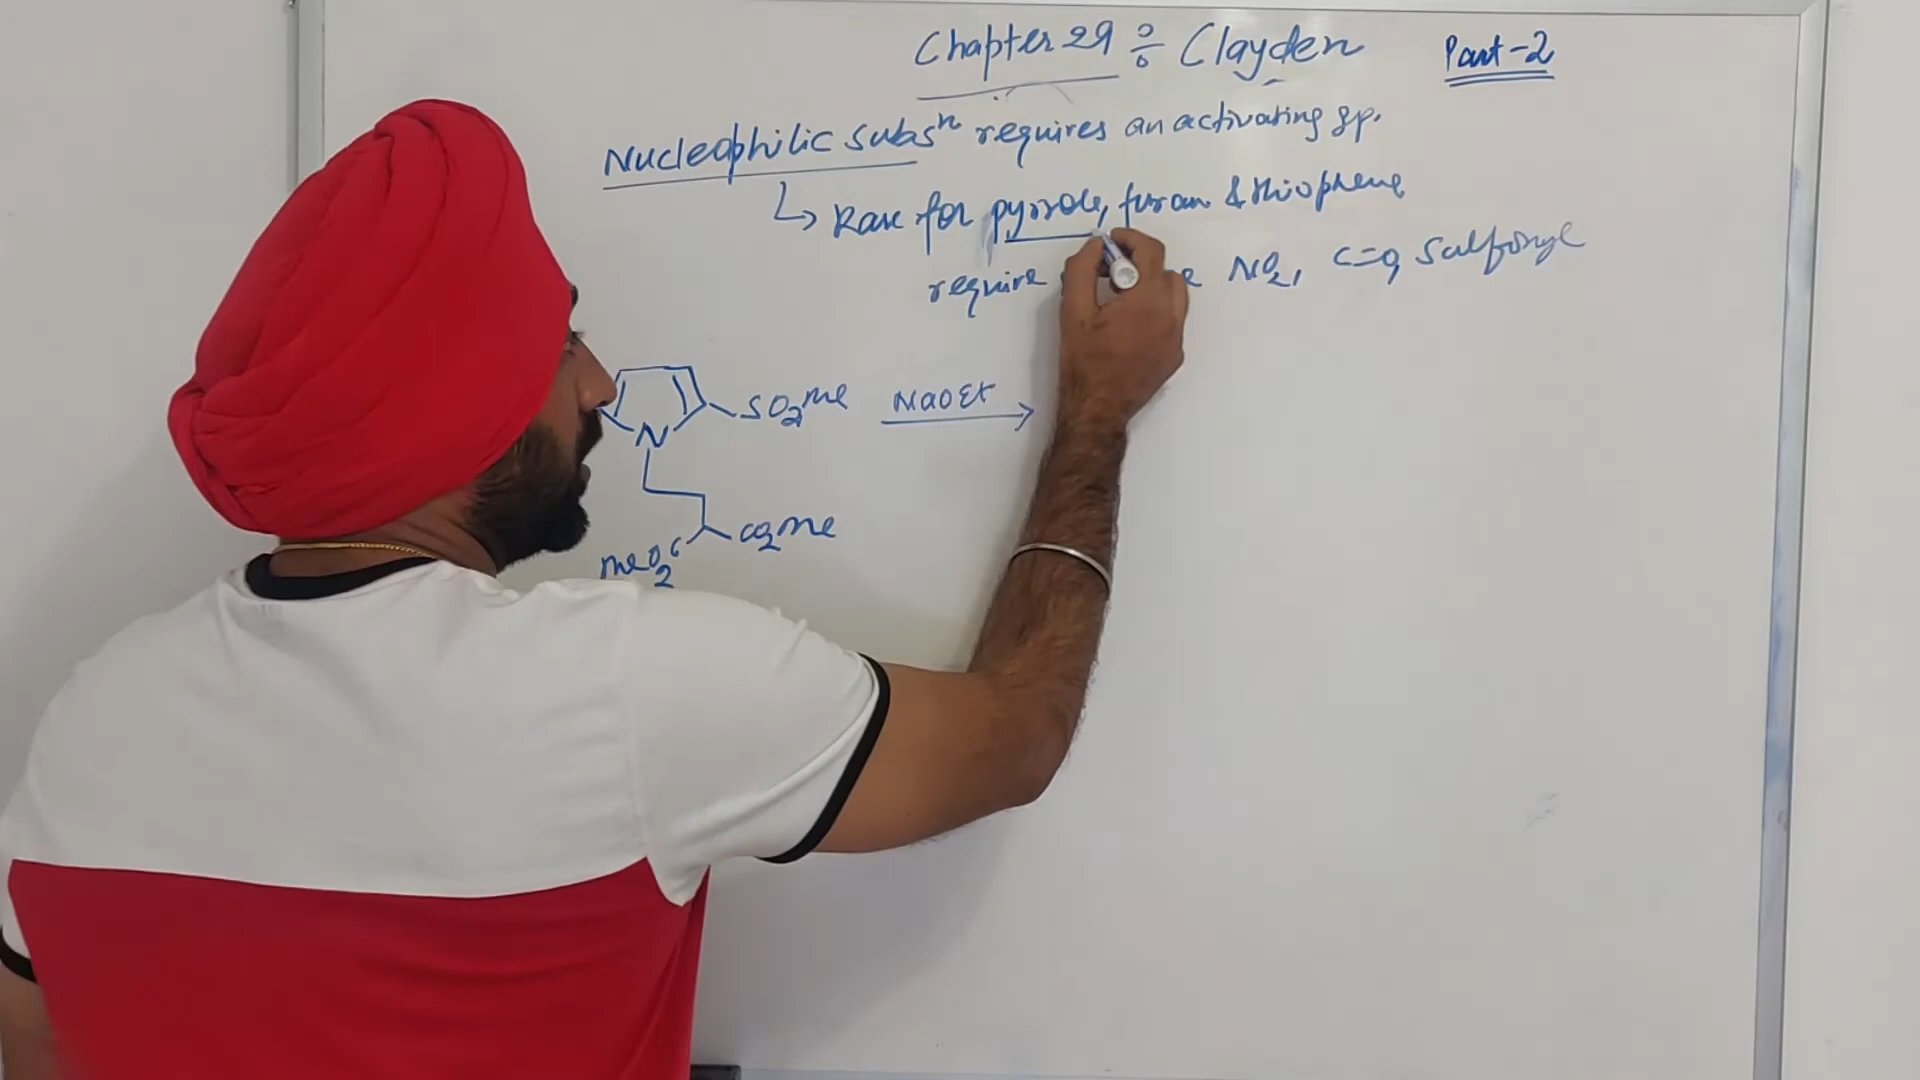 Chapter 29 ÷ Clayden Part-2
Nucleophilic subsⁿ requires an activating gp.
↳ Rare for pyrrole, furan & thiophene
require NO2, C=O, sulfonyl
SO2Me NaOEt
N
CO2Me
MeO2C